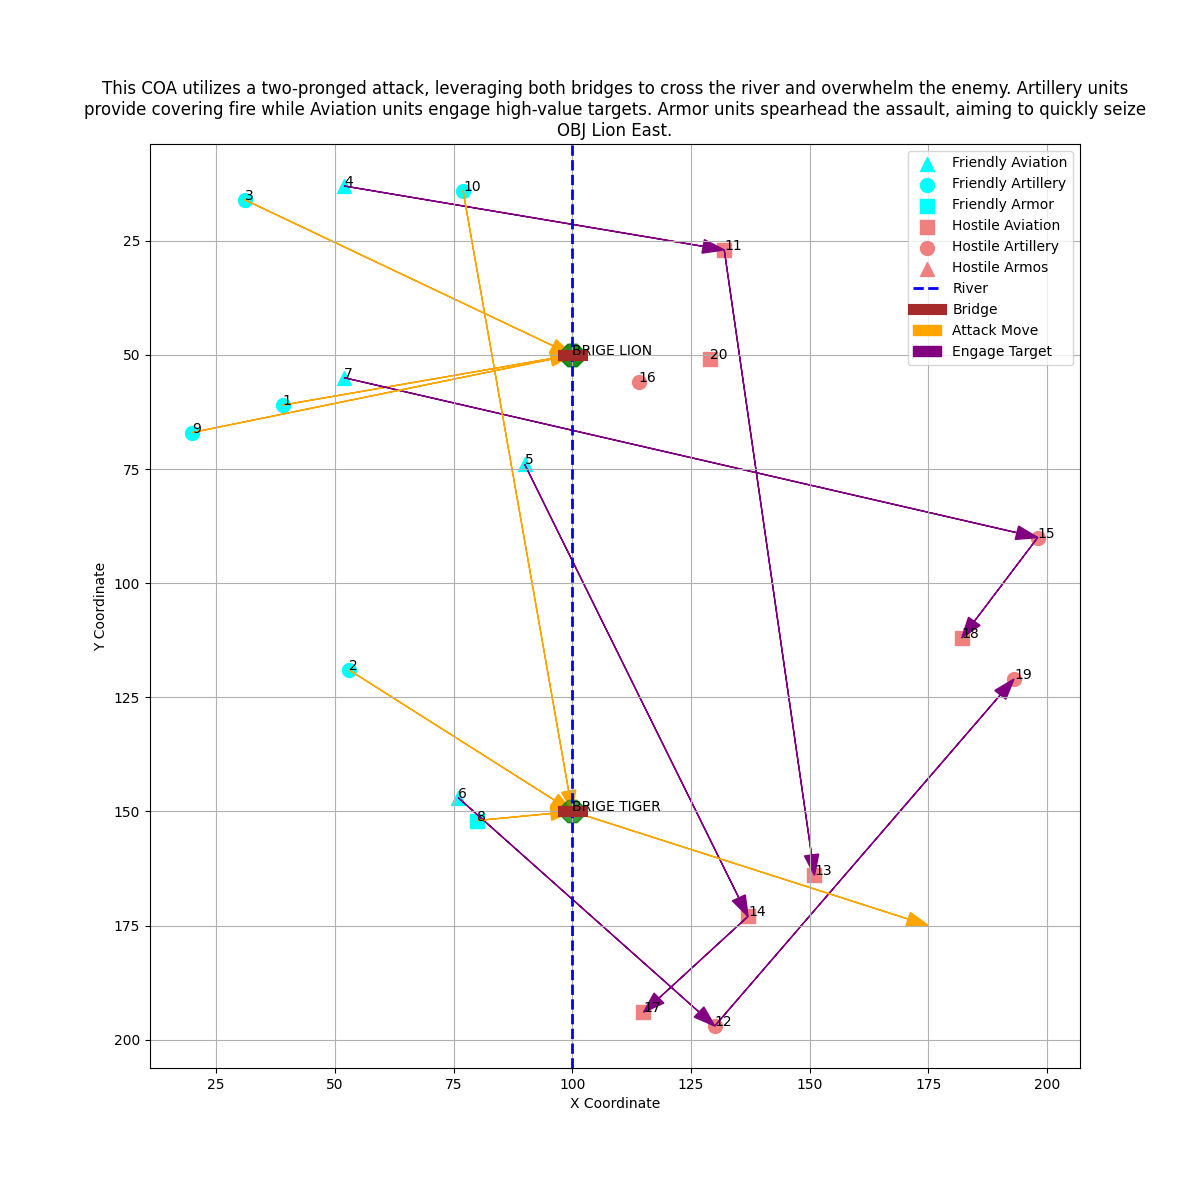 This COA utilizes a two-pronged attack, leveraging both bridges to cross the river and overwhelm the enemy. Artillery units
provide covering fire while Aviation units engage high-value targets. Armor units spearhead the assault, aiming to quickly seize
OBJ Lion East.
Friendly Aviation
Friendly Artillery
Friendly Armor
Hostile Aviation
Hostile Artillery
Hostile Armos
River
Bridge
Attack Move
Engage Target
3
4
10
11
BRIGE LION
20
16
7
1
9
5
15
18
2
19
6
8
BRIGE TIGER
13
14
17
12
25
50
75
100
125
150
175
200
Y Coordinate
25
50
75
100
125
150
175
200
X Coordinate